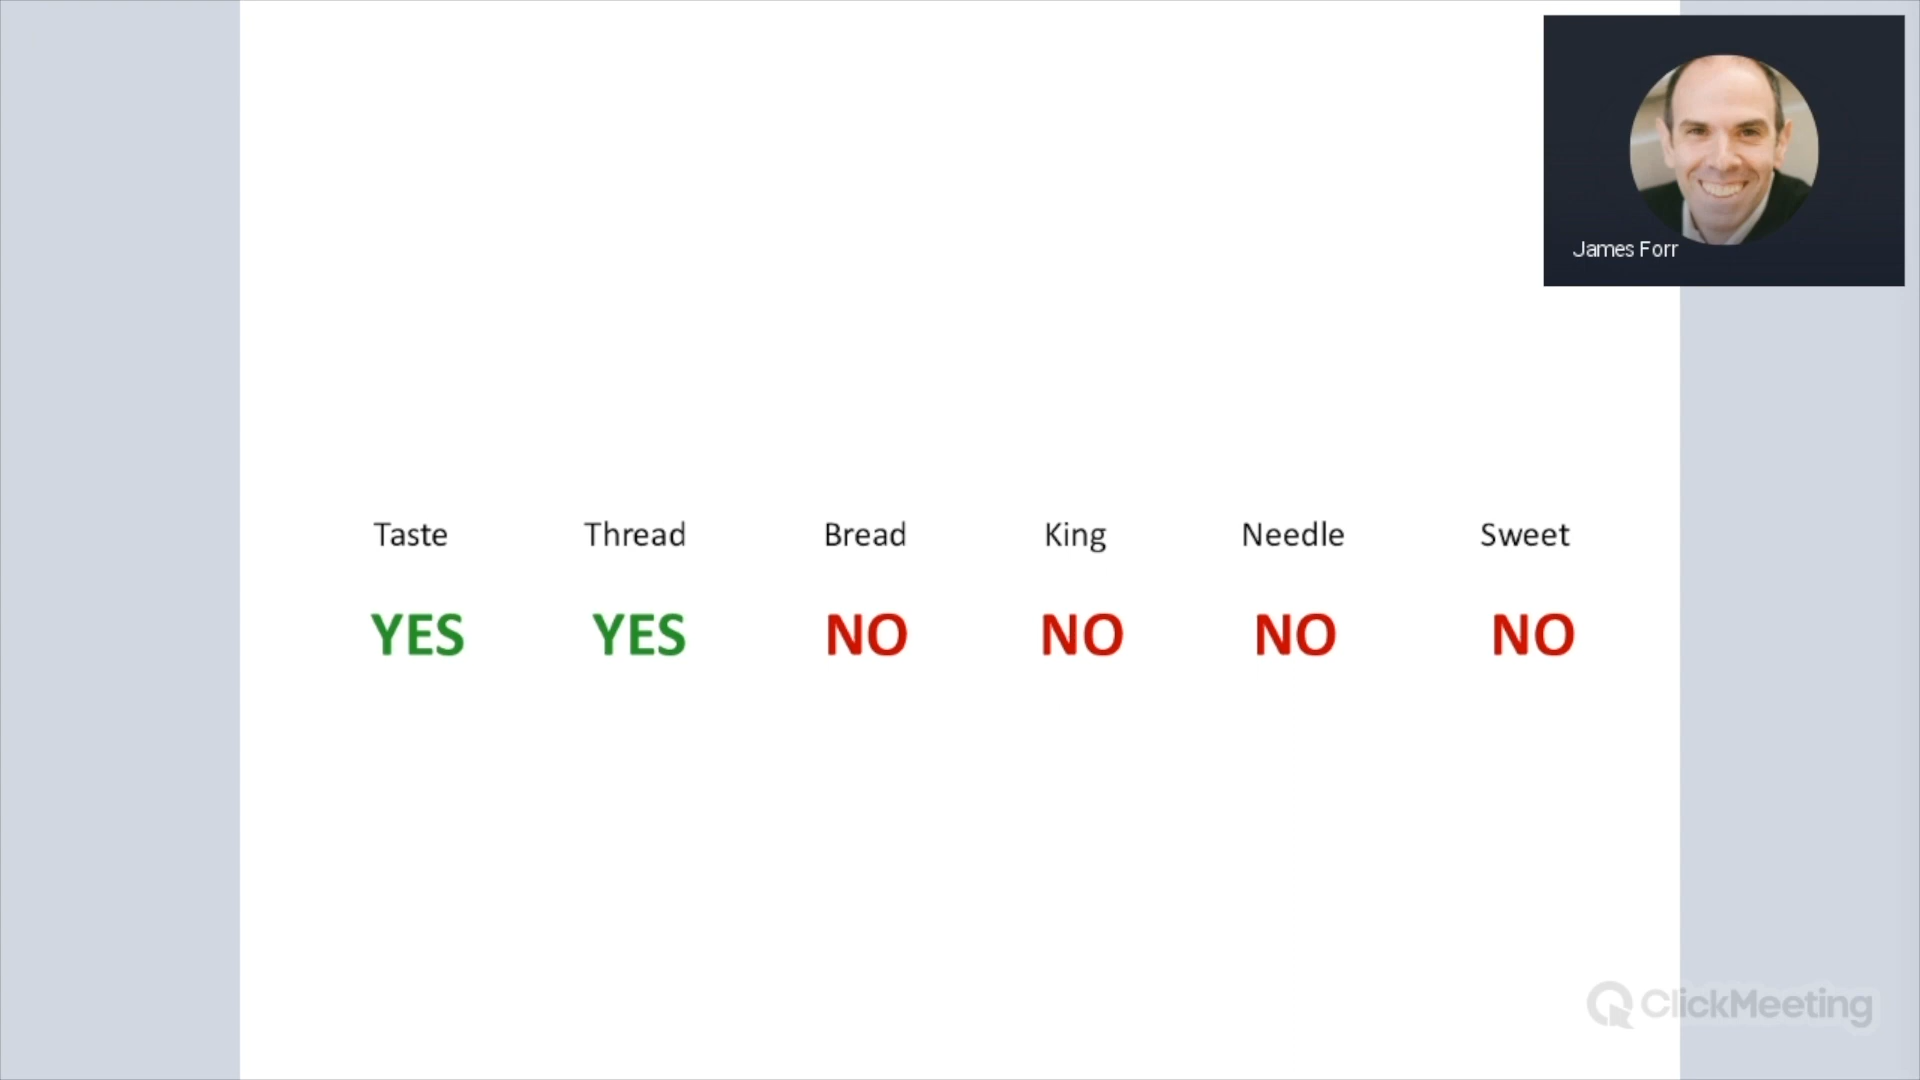 James Forr
Taste Thread Bread King Needle Sweet
YES YES NO NO NO NO
ClickMeeting